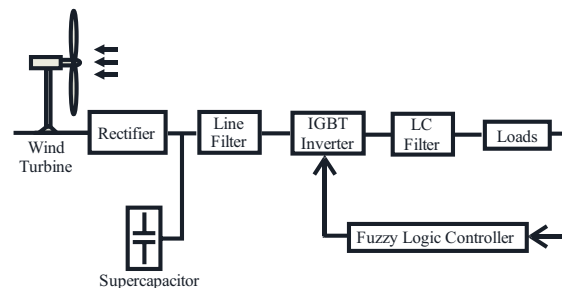 Wind
Turbine
Rectifier
Line
Filter
IGBT
Inverter
LC
Filter
Loads
Fuzzy Logic Controller
Supercapacitor